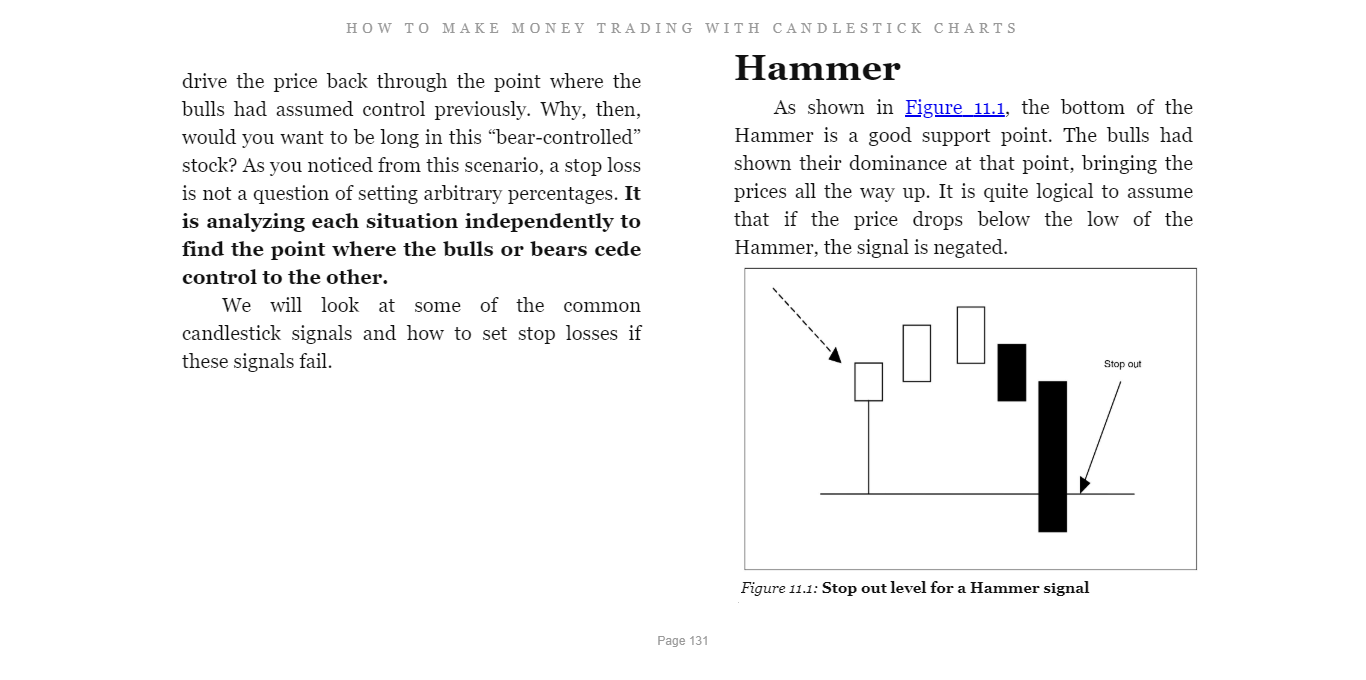 HOW TO MAKE MONEY TRADING WITH CANDLESTICK CHARTS
drive the price back through the point where the
bulls had assumed control previously. Why, then,
would you want to be long in this “bear-controlled”
stock? As you noticed from this scenario, a stop loss
is not a question of setting arbitrary percentages. It
is analyzing each situation independently to
find the point where the bulls or bears cede
control to the other.
We will look at some of the common
candlestick signals and how to set stop losses if
these signals fail.
Hammer
As shown in Figure 11.1, the bottom of the
Hammer is a good support point. The bulls had
shown their dominance at that point, bringing the
prices all the way up. It is quite logical to assume
that if the price drops below the low of the
Hammer, the signal is negated.
Stop out
Figure 11.1: Stop out level for a Hammer signal
Page 131